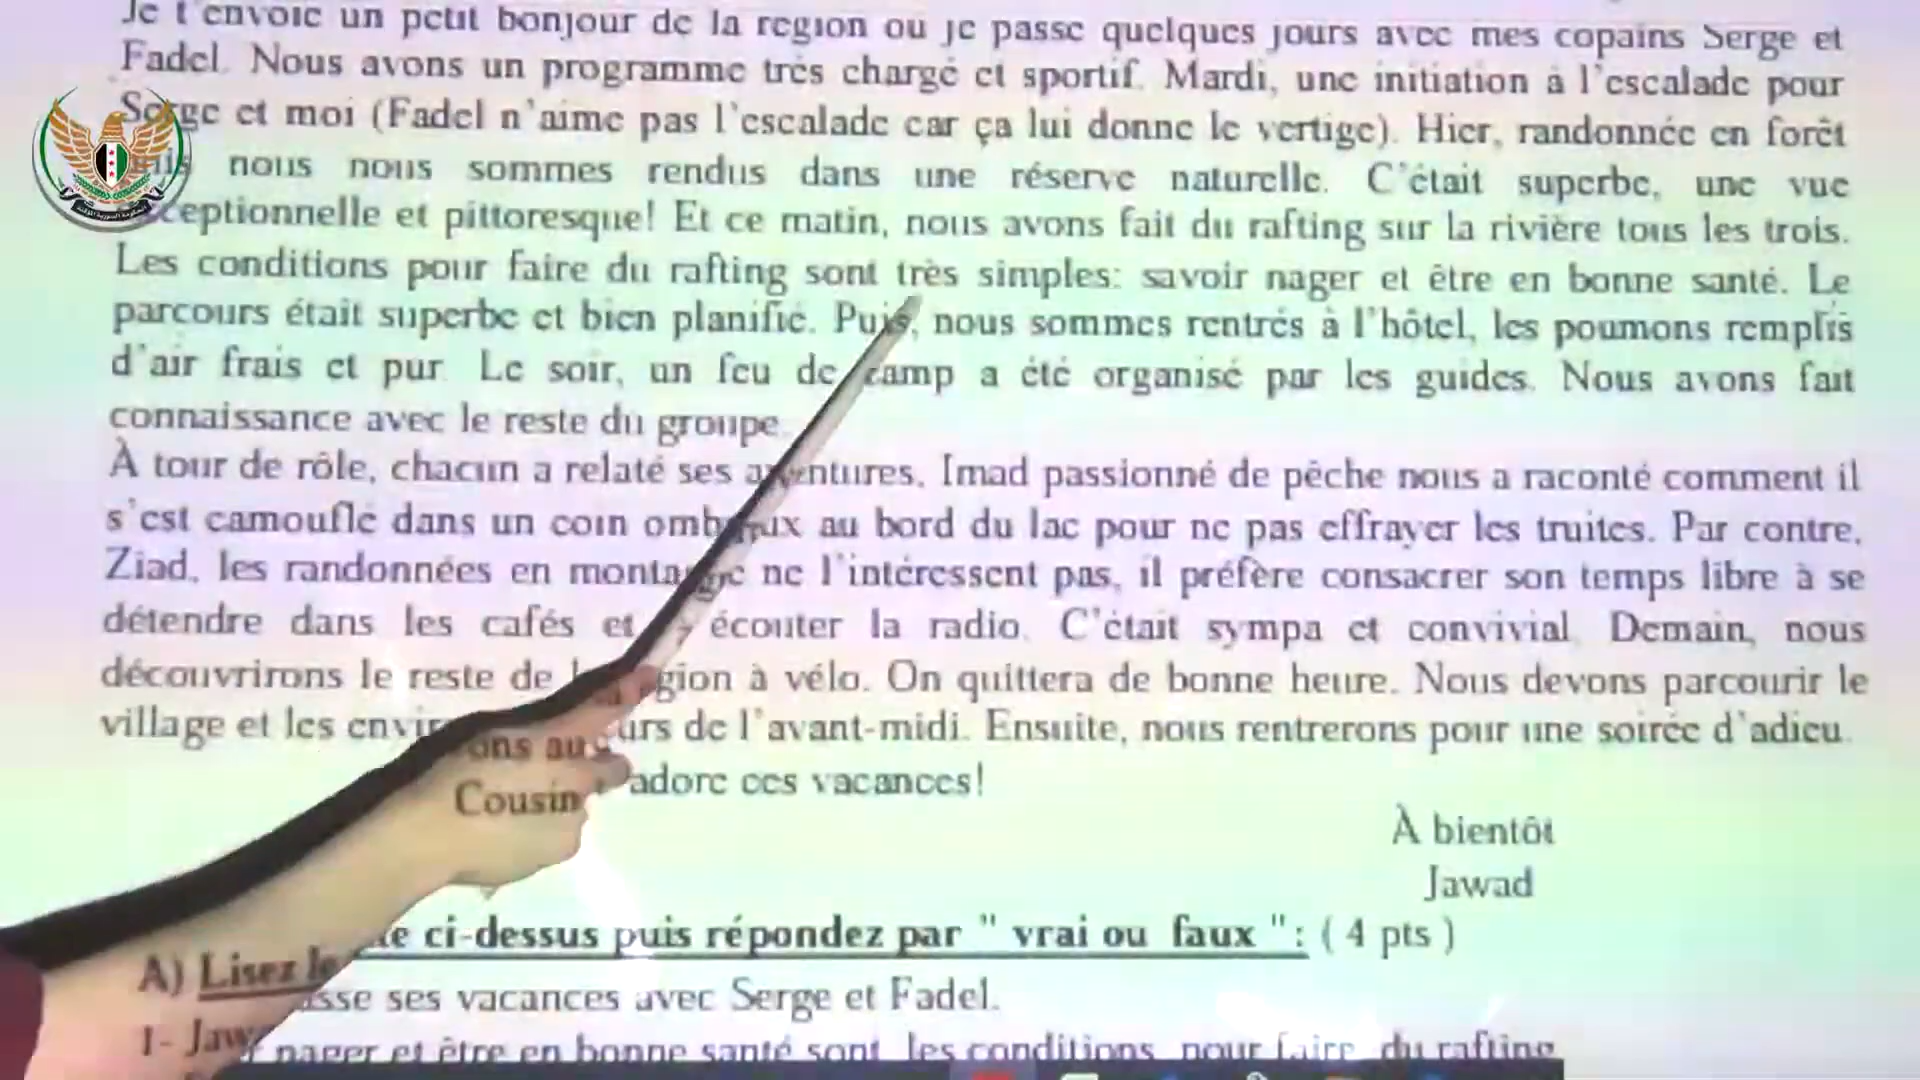 Je t'envoie un petit bonjour de la région où je passe quelques jours avec mes copains Serge et
Fadel. Nous avons un programme très chargé et sportif. Mardi, une initiation à l'escalade pour
Serge et moi (Fadel n'aime pas l'escalade car ça lui donne le vertige). Hier, randonnée en forêt
nous nous sommes rendus dans une réserve naturelle. C'était superbe, une vue
ceptionnelle et pittoresque! Et ce matin, nous avons fait du rafting sur la rivière tous les trois.
Les conditions pour faire du rafting sont très simples: savoir nager et être en bonne santé. Le
parcours était superbe et bien planifié. Puis, nous sommes rentrés à l'hôtel, les poumons remplis
d'air frais et pur. Le soir, un feu de camp a été organisé par les guides. Nous avons fait
connaissance avec le reste du groupe.
À tour de rôle, chacun a relaté ses aventures, Imad passionné de pêche nous a raconté comment il
s'est camouflé dans un coin ombreux au bord du lac pour ne pas effrayer les truites. Par contre,
Ziad, les randonnées en montagne ne l'intéressent pas, il préfère consacrer son temps libre à se
détendre dans les cafés et écouter la radio. C'était sympa et convivial. Demain, nous
découvrirons le reste de la région à vélo. On quittera de bonne heure. Nous devons parcourir le
village et les environs au cours de l'avant-midi. Ensuite, nous rentrerons pour une soirée d'adieu.
Cousin adore ces vacances!
À bientôt
Jawad
A) Lisez le ci-dessus puis répondez par " vrai ou faux ": ( 4 pts )
1- Jaw sse ses vacances avec Serge et Fadel.
nager et être en bonne santé sont les conditions pour faire du rafting